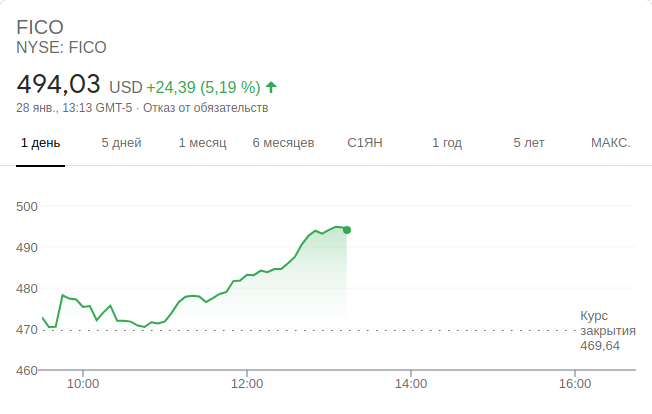 FICO
NYSE: FICO
494,03 USD +24,39 (5,19 %)
28 янв., 13:13 GMT-5 · Отказ от обязательств
1 день 5 дней 1 месяц 6 месяцев С1ЯН 1 год 5 лет МАКС.
500
490
480
470
460
Курс
закрытия
469,64
10:00 12:00 14:00 16:00